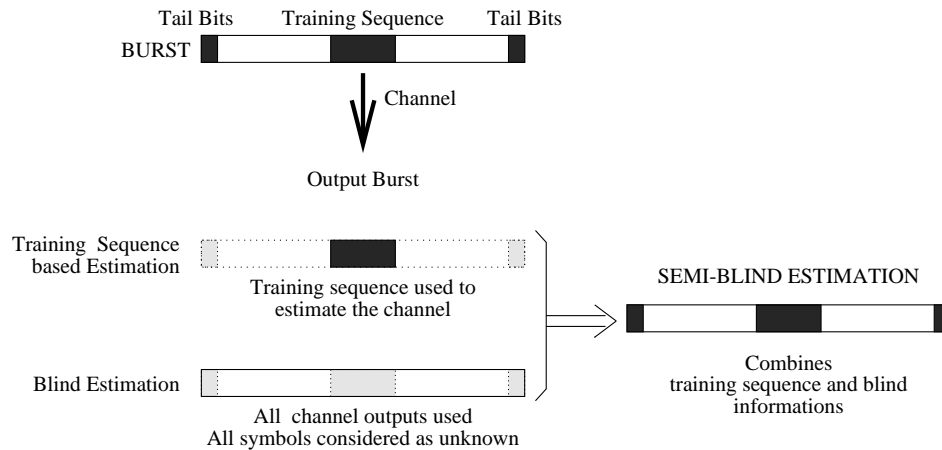 Tail Bits
Training Sequence
Tail Bits
BURST
Channel
Output Burst
Training Sequence
based Estimation
Training sequence used to
estimate the channel
SEMI-BLIND ESTIMATION
Blind Estimation
All channel outputs used
All symbols considered as unknown
Combines
training sequence and blind
informations